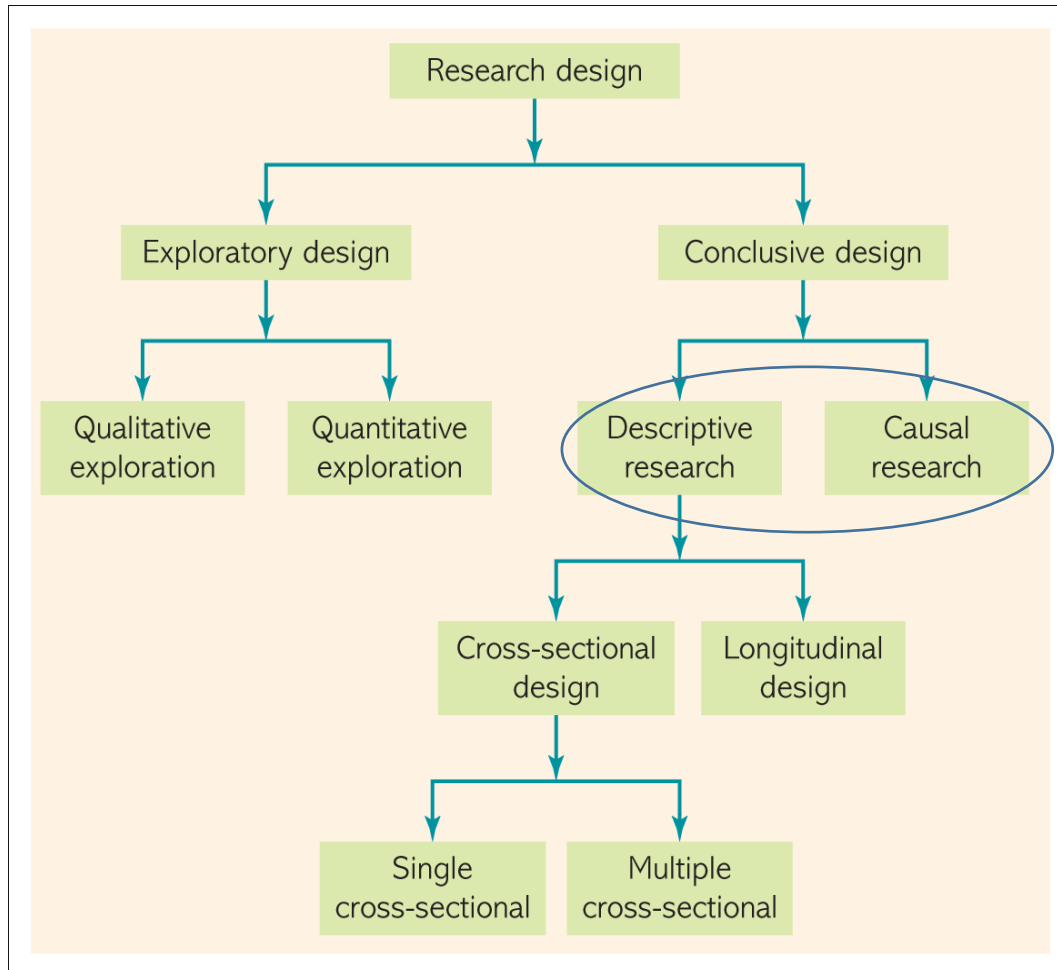 Research design
Exploratory design
Conclusive design
Qualitative
exploration
Quantitative
exploration
Descriptive
research
Causal
research
Cross-sectional
design
Longitudinal
design
Single
cross-sectional
Multiple
cross-sectional